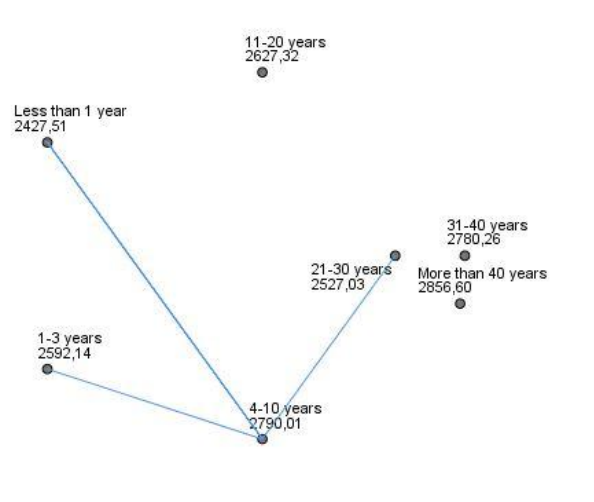 11-20 years
2627,32
Less than 1 year
2427,51
31-40 years
2780,26
21-30 years
2527,03
More than 40 years
2856,60
1-3 years
2592,14
4-10 years
2790,01